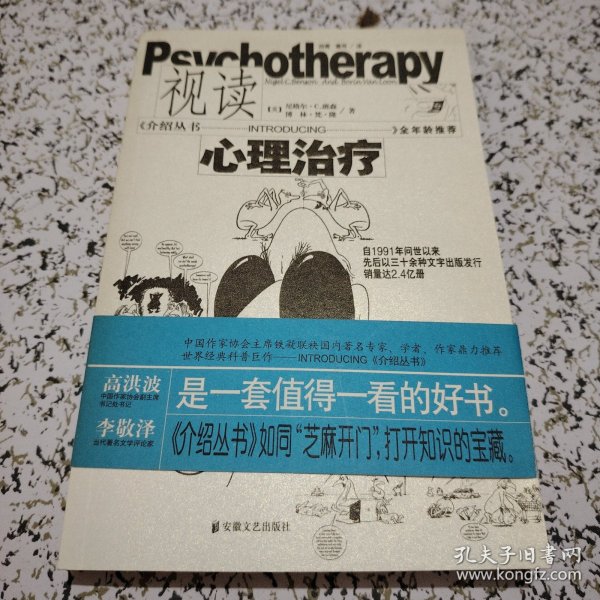 Psychotherapy
Nigel C. Benson And Borin Van Loon
视读
[英] 尼格尔·C.班森
博林·梵·隆 / 著
《介绍丛书 INTRODUCING 》全年龄推荐
心理治疗
自1991年问世以来
先后以三十余种文字出版发行
销量达2.4亿册
中国作家协会主席铁凝联袂国内著名专家、学者、作家鼎力推荐
世界经典科普巨作——INTRODUCING《介绍丛书》
高洪波
中国作家协会副主席
书记处书记
是一套值得一看的好书。
李敬泽
当代著名文学评论家
《介绍丛书》如同“芝麻开门”,打开知识的宝藏。
安徽文艺出版社
孔夫子旧书网
www.kongfz.com